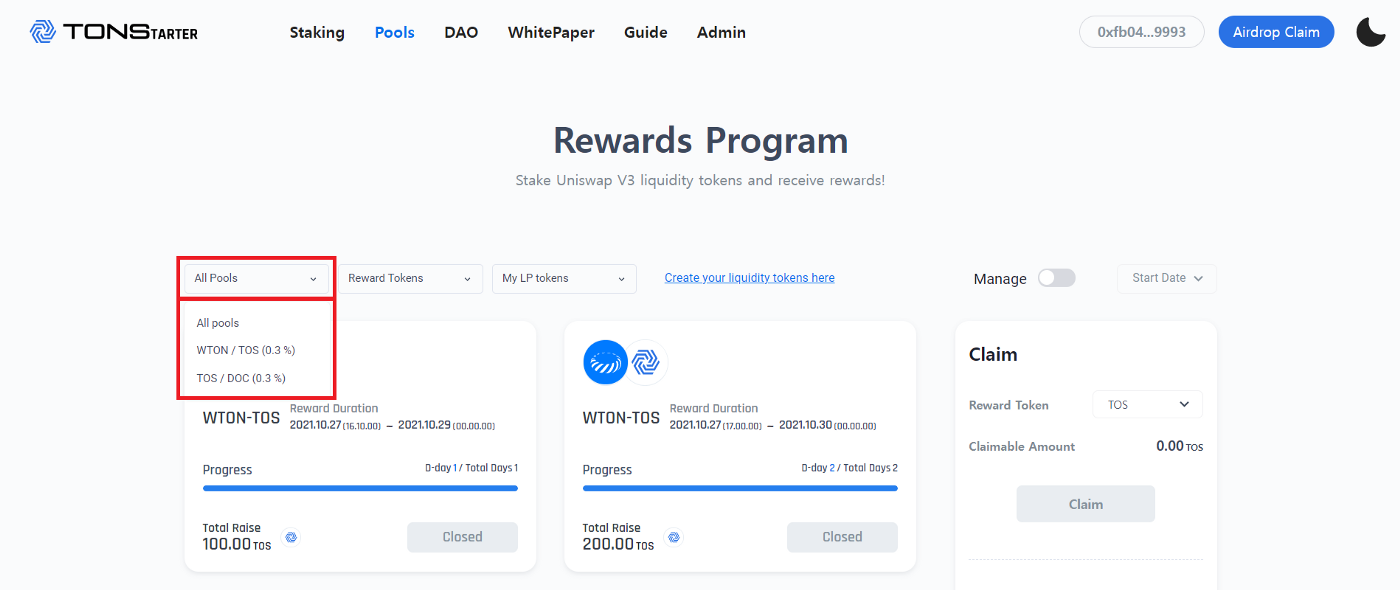 TONSTARTER Staking Pools DAO WhitePaper Guide Admin 0xfb04...9993 Airdrop Claim
Rewards Program
Stake Uniswap V3 liquidity tokens and receive rewards!
All Pools Reward Tokens My LP tokens Create your liquidity tokens here Manage Start Date
All pools
WTON / TOS (0.3 %)
TOS / DOC (0.3 %)
WTON-TOS
Reward Duration
2021.10.27 (16.10.00) – 2021.10.29 (00.00.00)
Progress D-day 1 / Total Days 1
Total Raise
100.00 TOS
Closed
WTON-TOS
Reward Duration
2021.10.27 (17.00.00) – 2021.10.30 (00.00.00)
Progress D-day 2 / Total Days 2
Total Raise
200.00 TOS
Closed
Claim
Reward Token TOS
Claimable Amount 0.00 TOS
Claim